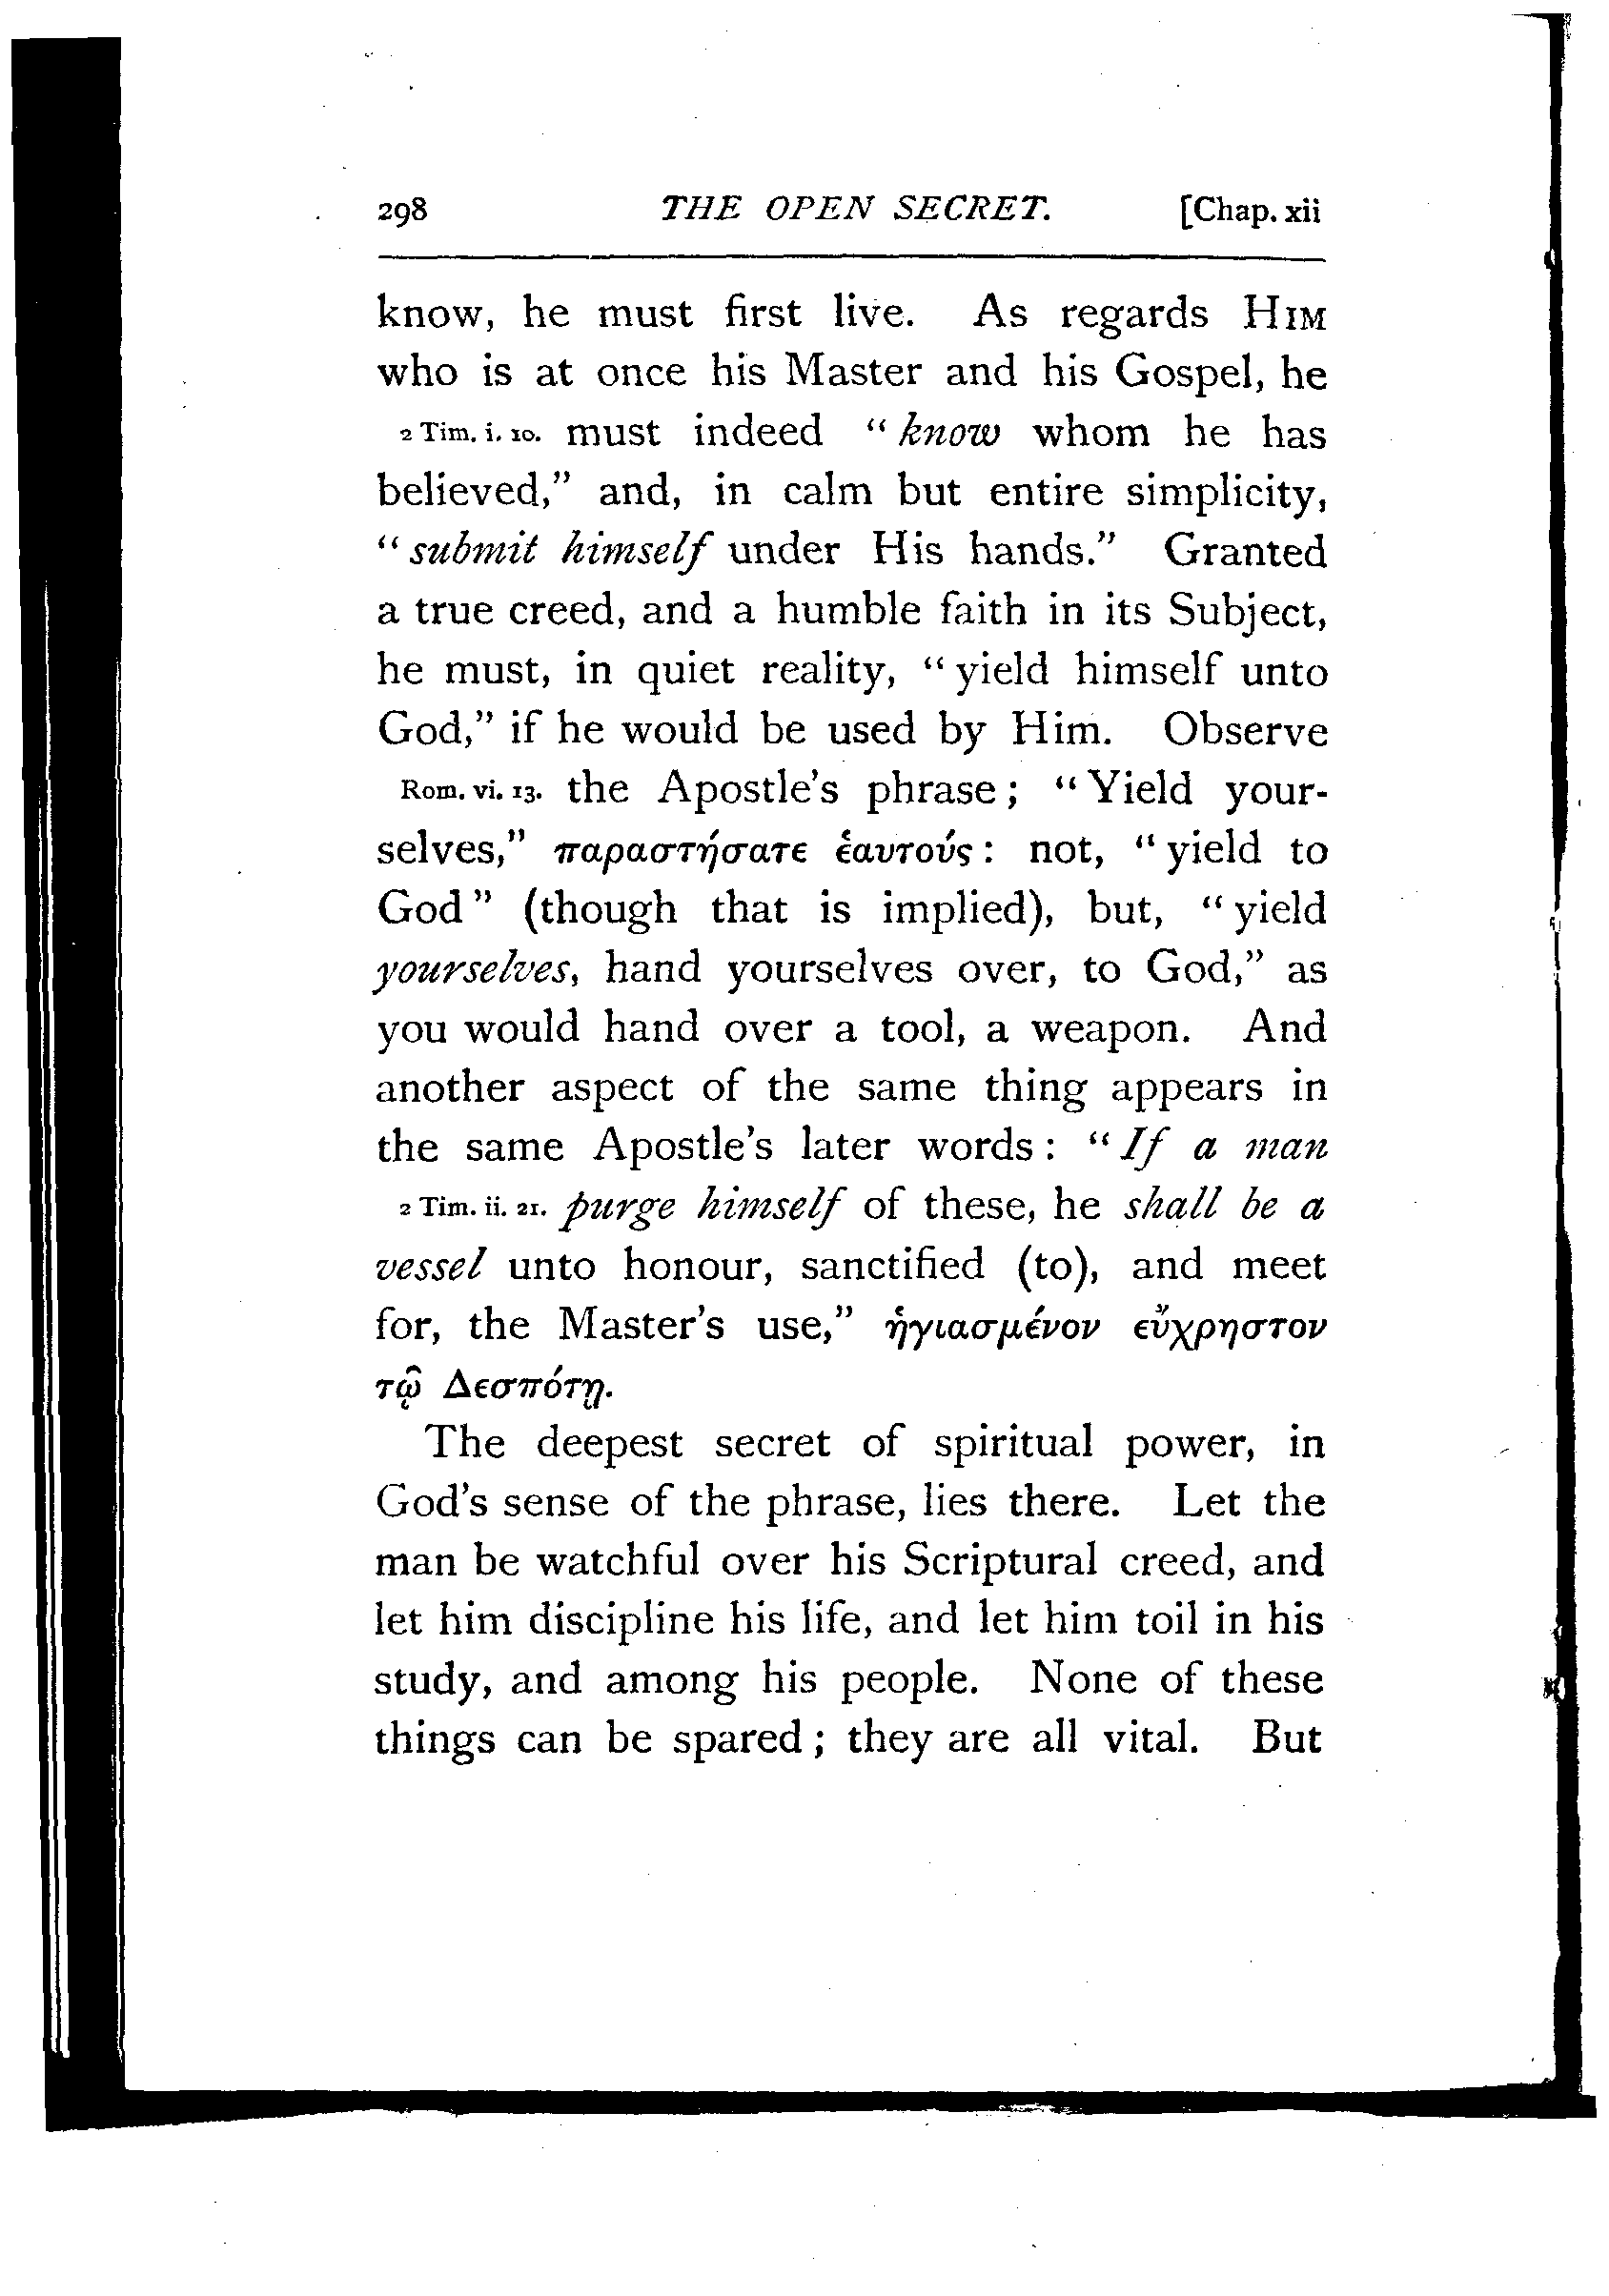 298 THE OPEN SECRET. [Chap. xii
know, he must first live. As regards HIM
who is at once his Master and his Gospel, he
2 Tim. i. 10. must indeed "know whom he has
believed," and, in calm but entire simplicity,
"submit himself under His hands." Granted
a true creed, and a humble faith in its Subject,
he must, in quiet reality, "yield himself unto
God," if he would be used by Him. Observe
Rom. vi. 13. the Apostle's phrase; "Yield your-
selves," παραστήσατε ἑαυτούς: not, "yield to
God" (though that is implied), but, "yield
yourselves, hand yourselves over, to God," as
you would hand over a tool, a weapon. And
another aspect of the same thing appears in
the same Apostle's later words: "If a man
2 Tim. ii. 21. purge himself of these, he shall be a
vessel unto honour, sanctified (to), and meet
for, the Master's use," ἡγιασμένον εὔχρηστον
τῷ Δεσπότῃ.
The deepest secret of spiritual power, in
God's sense of the phrase, lies there. Let the
man be watchful over his Scriptural creed, and
let him discipline his life, and let him toil in his
study, and among his people. None of these
things can be spared; they are all vital. But